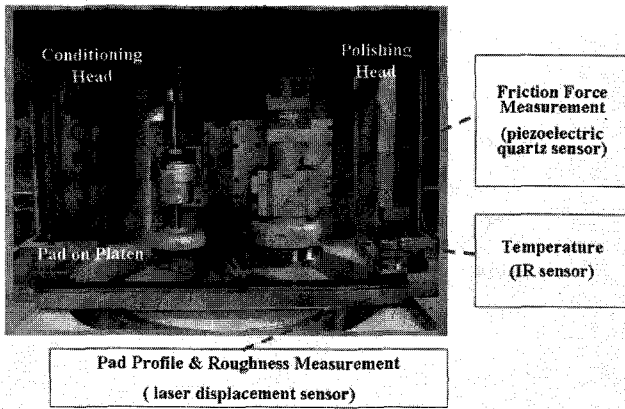 Conditioning
Head
Polishing
Head
Pad on Platen
Friction Force
Measurement
(piezoelectric
quartz sensor)
Temperature
(IR sensor)
Pad Profile & Roughness Measurement
( laser displacement sensor)